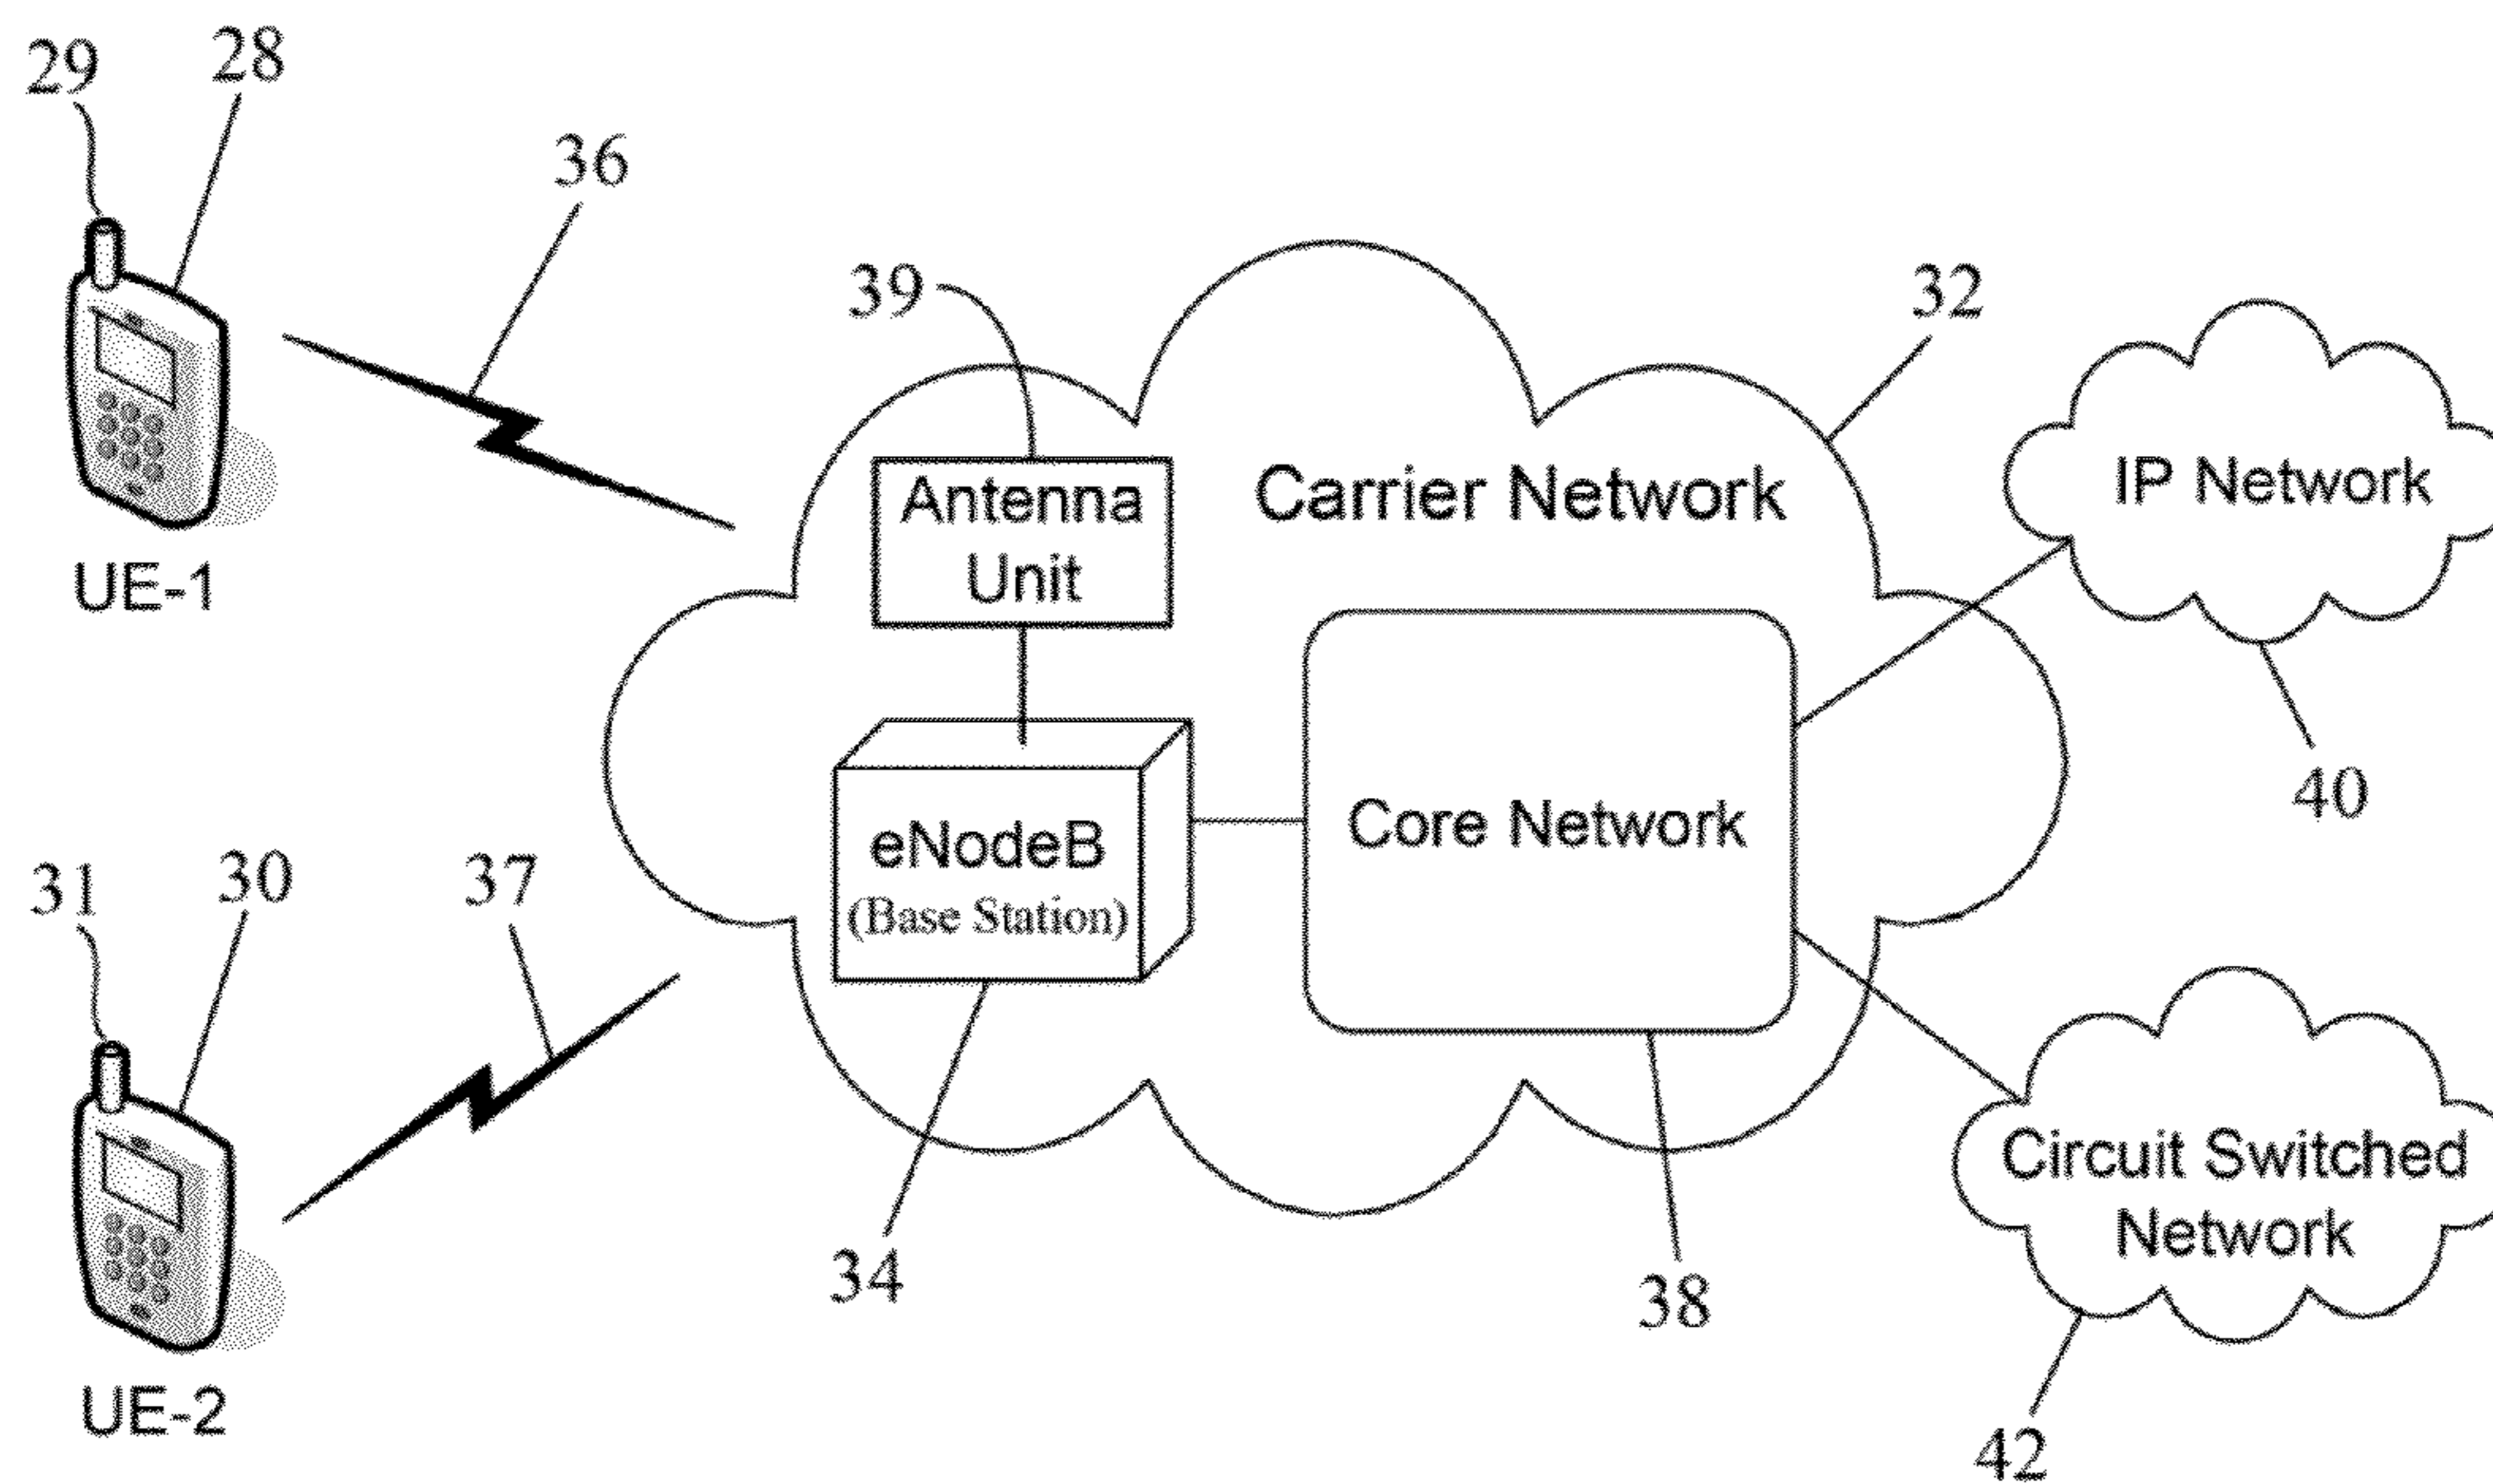 29
28
36
39
32
Antenna
Unit
Carrier Network
IP Network
UE-1
40
eNodeB
(Base Station)
Core Network
31
30
37
Circuit Switched
Network
34
38
UE-2
42